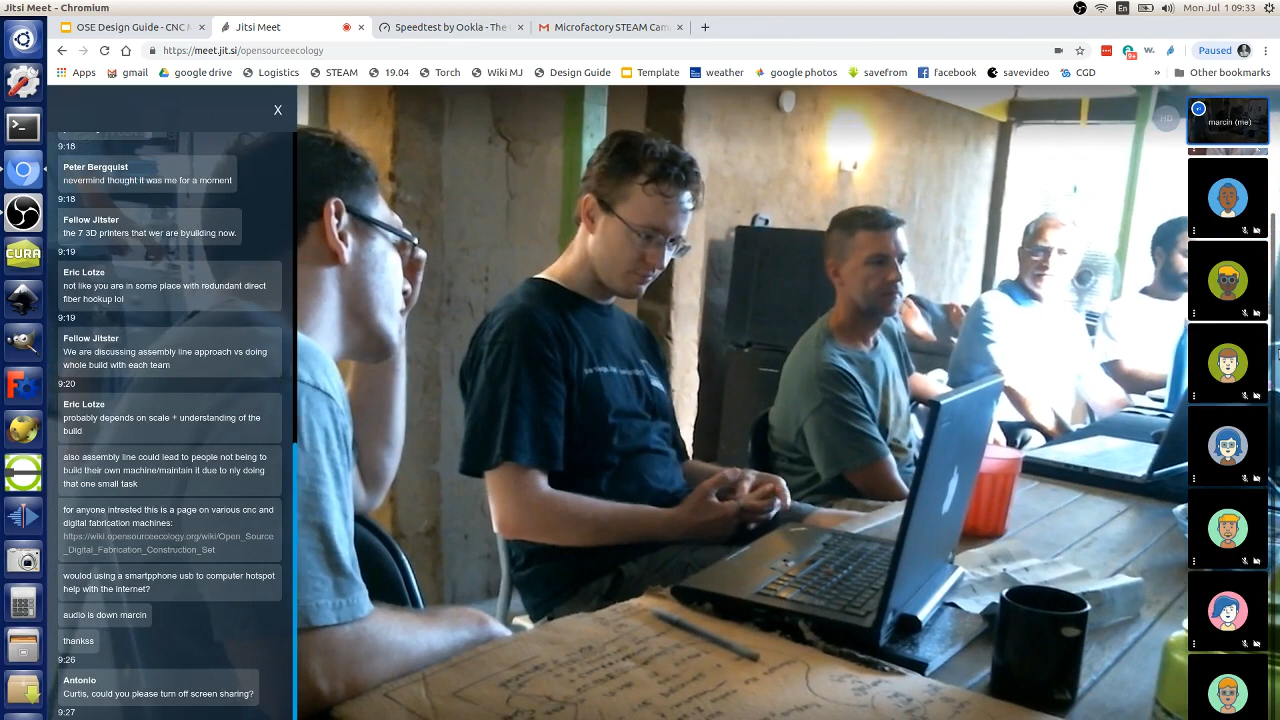 Jitsi Meet - Chromium
En
Mon Jul 1 09:33
OSE Design Guide - CNC
Jitsi Meet
Speedtes by Ookla - The
Microfactory STEAM Cam
https://meet.jit.si/opensourceecology
9+
W.
Paused
Apps
gmail
google drive
Logistics
STEAM
19.04
Torch
Wiki MJ
Design Guide
Template
weather
google photos
savefrom
facebook
savevideo
CGD
»
Other bookmarks
X
HD
marcin (me)
CURA
9:18
Peter Bergquist
nevermind thought it was me for a moment
9:18
Fellow Jitster
the 7 3D printers that wer are byuilding now.
9:19
Eric Lotze
not like you are in some place with redundant direct
fiber hookup lol
9:19
Fellow Jitster
We are discussing assembly line approach vs doing
whole build with each team
9:20
Eric Lotze
probably depends on scale + understanding of the
build
also assembly line could lead to people not being to
build their own machine/maintain it due to nly doing
that one small task
for anyone intrested this is a page on various cnc and
digital fabrication machines:
https://wiki.opensourceecology.org/wiki/Open_Source
_Digital_Fabrication_Construction_Set
woulod using a smartpphone usb to computer hotspot
help with the internet?
audio is down marcin
thankss
9:26
Antonio
Curtis, could you please turn off screen sharing?
9:27